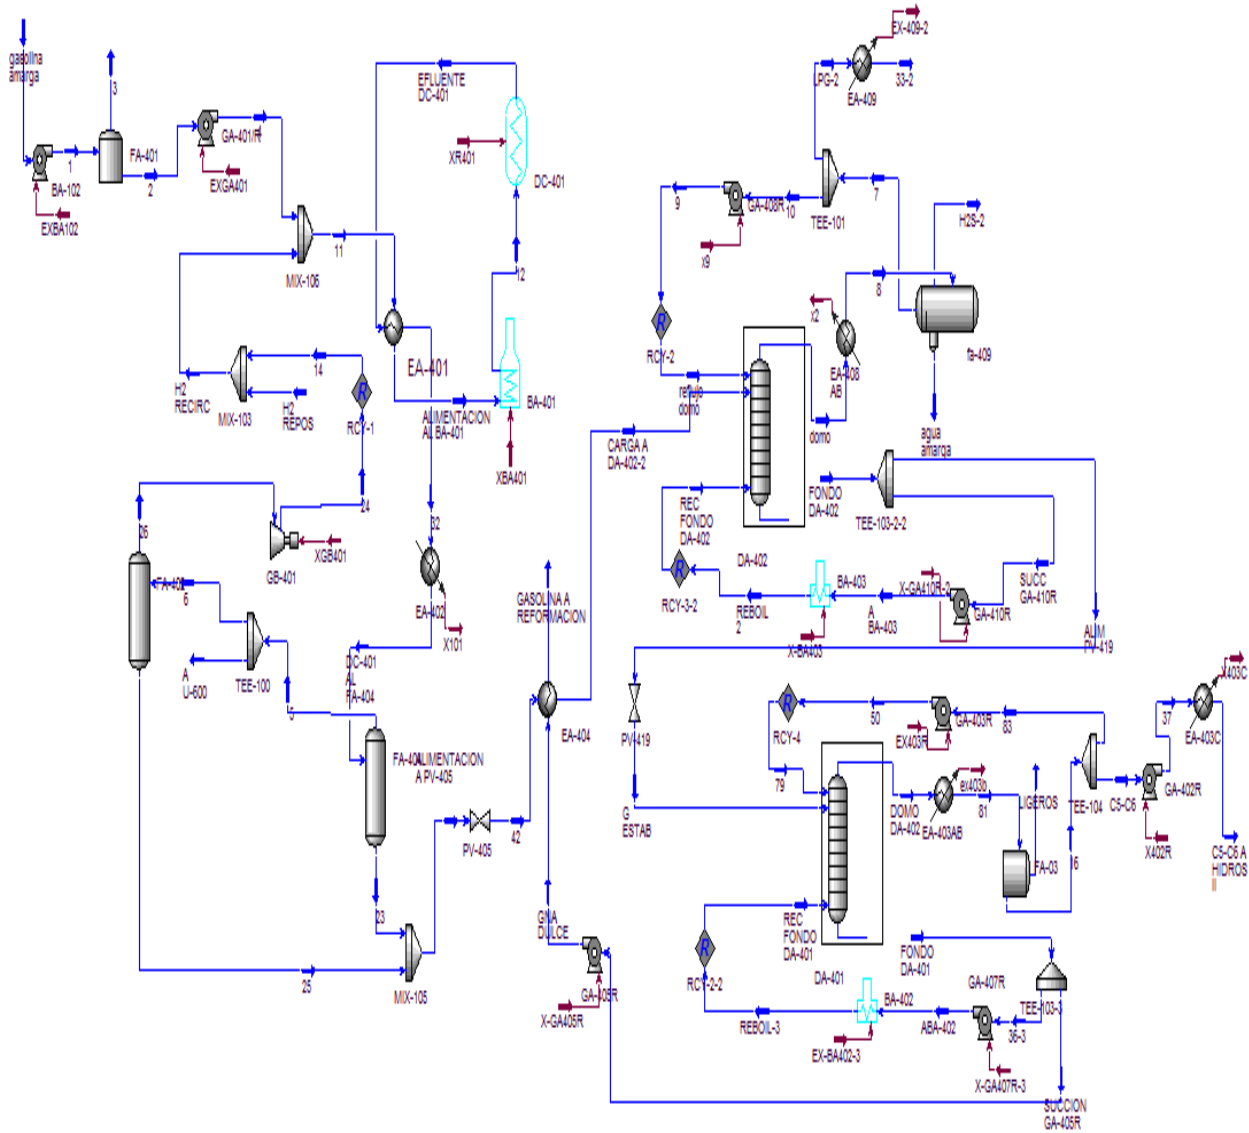 gasolina
amarga
3
1
BA-102
EXBA102
FA-401
2
GA-401/R
4
EXGA401
MIX-106
11
EFLUENTE
DC-401
XR401
DC-401
12
EA-401
BA-401
XBA401
ALIMENTACION
AL BA-401
14
H2
RECIRC
MIX-103
H2
REPOS
RCY-1
24
26
GB-401
XGB401
6
TEE-100
A
U-600
5
32
EA-402
X101
DC-401
AL
FA-404
ALIMENTACION
A PV-405
23
25
MIX-105
PV-405
42
GASOLINA A
REFORMACION
EA-404
GNA
DULCE
GA-405R
X-GA405R
EX-409-2
LPG-2
33-2
EA-409
TEE-101
7
10
GA-408R
9
x9
H2S-2
8
x2
fa-409
agua
amarga
RCY-2
reflujo
domo
EA-408
AB
domo
CARGA A
DA-402-2
REC
FONDO
DA-402
FONDO
DA-402
TEE-103-2-2
DA-402
RCY-3-2
REBOIL
2
BA-403
X-BA403
A
BA-403
X-GA410R-2
GA-410R
SUCC
GA-410R
ALIM
PV-419
PV-419
G
ESTAB
RCY-4
79
50
GA-403R
EX403R
83
TEE-104
C5-C6
GA-402R
X402R
37
EA-403C
X403C
C5-C6 A
HIDROS
II
DOMO
DA-402
EA-403AB
ex403b
81
LIGEROS
FA-03
16
REC
FONDO
DA-401
DA-401
FONDO
DA-401
RCY-2-2
REBOIL-3
BA-402
EX-BA402-3
ABA-402
GA-407R
X-GA407R-3
36-3
TEE-103-3
SUCCION
GA-405R